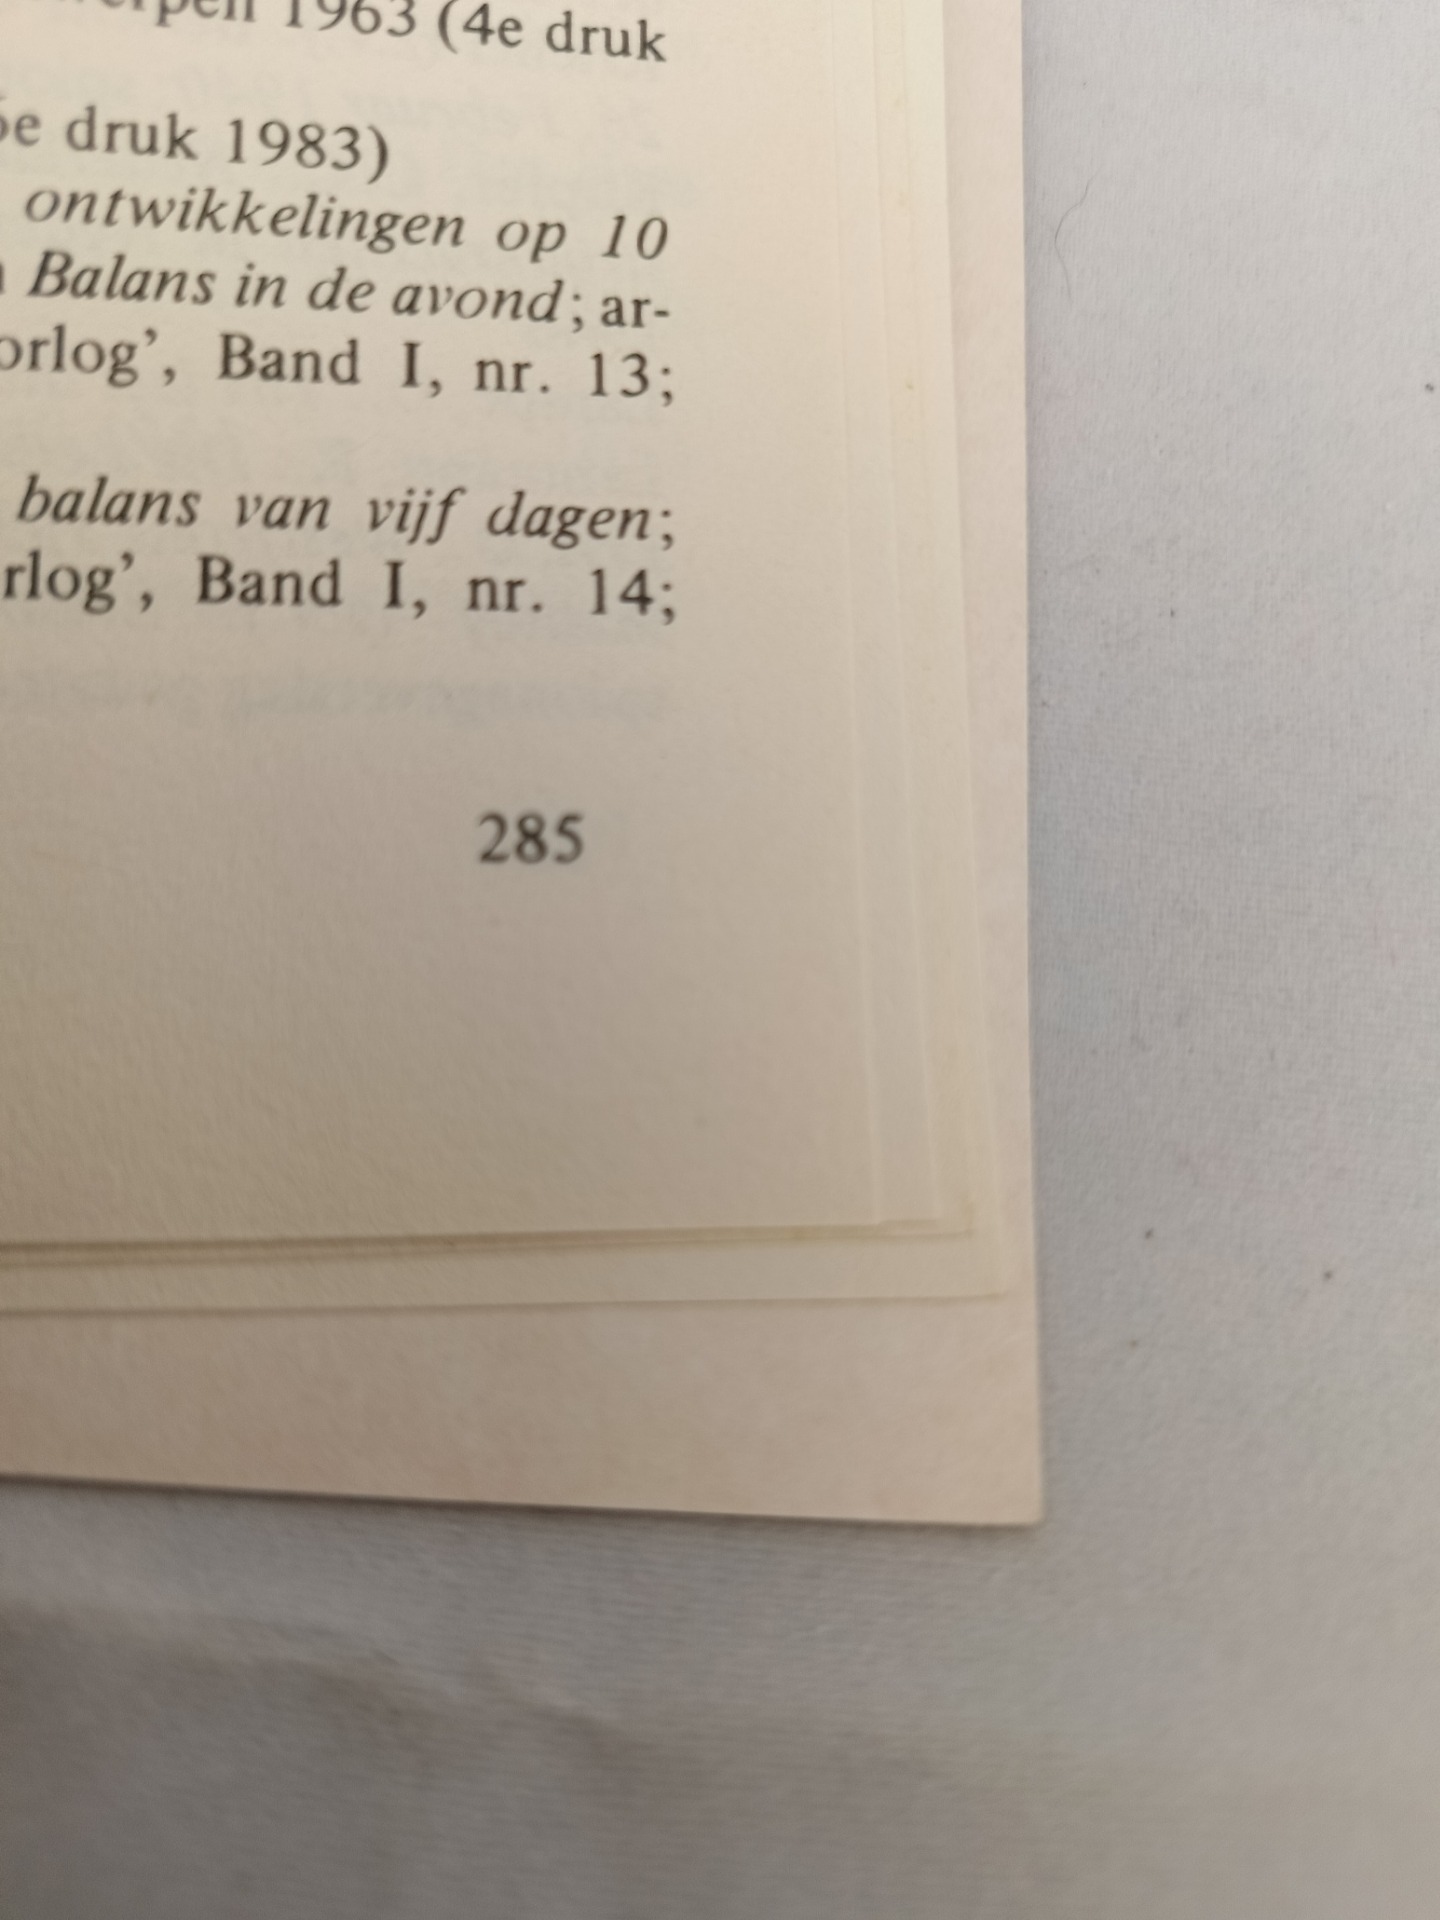 1963 (4e druk
6e druk 1983)
ontwikkelingen op 10
Balans in de avond; ar-
orlog’, Band I, nr. 13;
balans van vijf dagen;
rlog’, Band I, nr. 14;
285